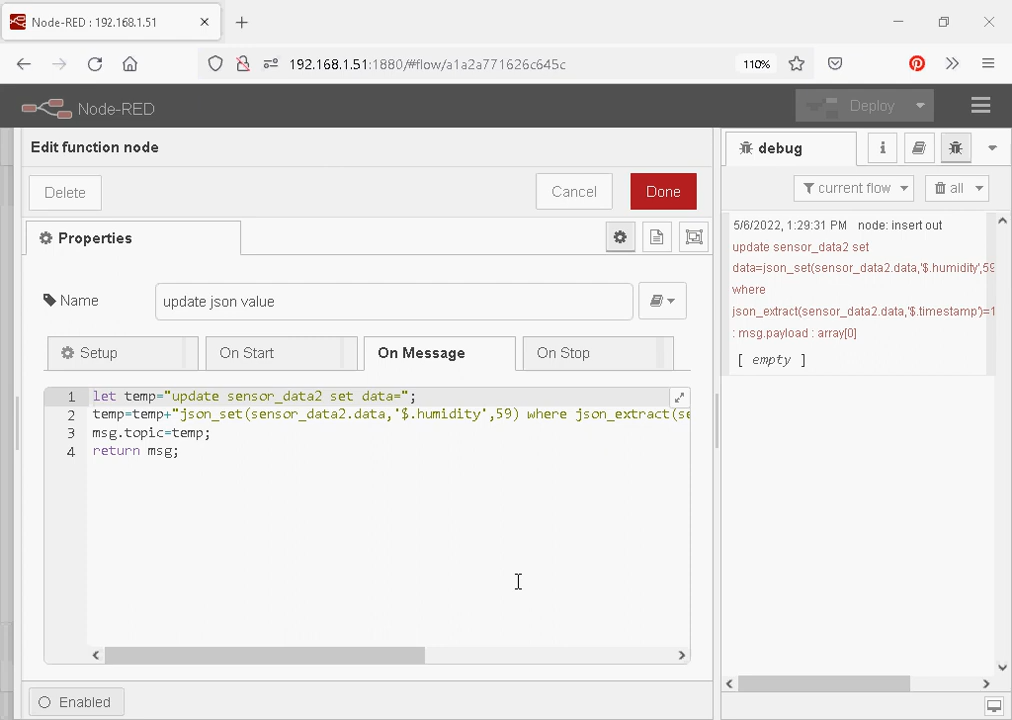 Node-RED : 192.168.1.51
192.168.1.51:1880/#flow/a1a2a771626c645c
110%
Node-RED
Deploy
Edit function node
Delete
Cancel
Done
Properties
Name
update json value
Setup
On Start
On Message
On Stop
1 let temp="update sensor_data2 set data=";
2 temp=temp+"json_set(sensor_data2.data,'$.humidity',59) where json_extract(se
3 msg.topic=temp;
4 return msg;
Enabled
debug
i
current flow
all
5/6/2022, 1:29:31 PM node: insert out
update sensor_data2 set
data=json_set(sensor_data2.data,'$.humidity',59
where
json_extract(sensor_data2.data,'$.timestamp')=1
: msg.payload : array[0]
[ empty ]